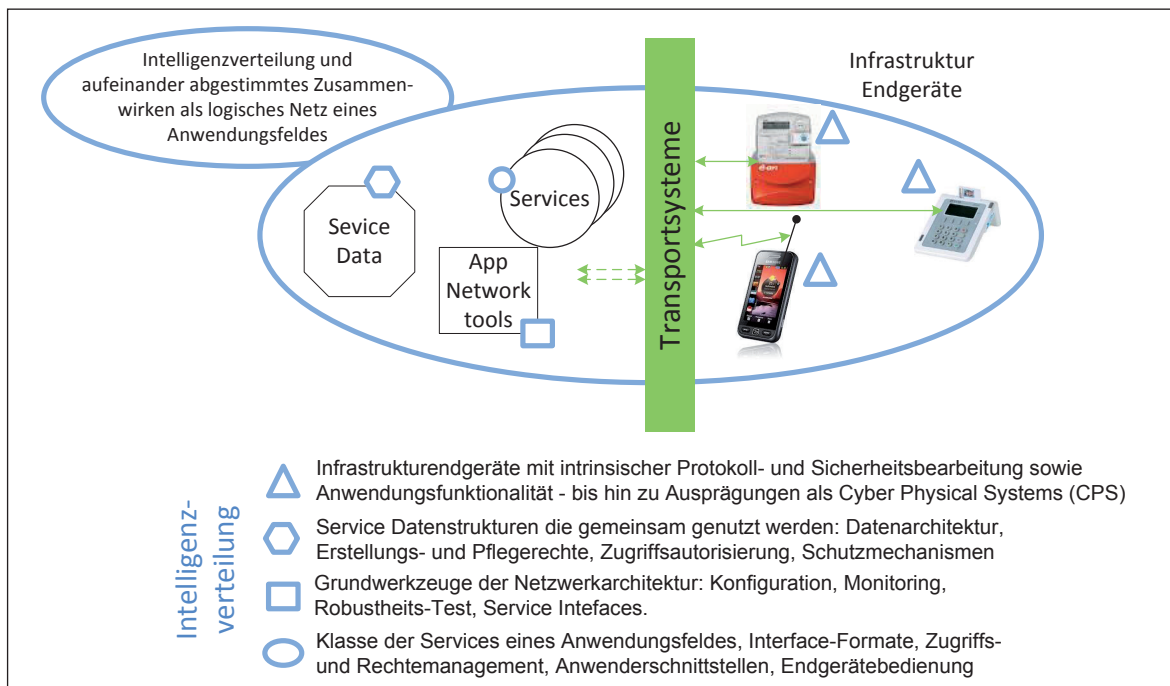 Intelligenzverteilung und
aufeinander abgestimmtes Zusammen-
wirken als logisches Netz eines
Anwendungsfeldes
Infrastruktur
Endgeräte
Sevice
Data
Services
App
Network
tools
Transportsysteme
e-on
Intelligenz-
verteilung
Infrastrukturendgeräte mit intrinsischer Protokoll- und Sicherheitsbearbeitung sowie
Anwendungsfunktionalität - bis hin zu Ausprägungen als Cyber Physical Systems (CPS)
Service Datenstrukturen die gemeinsam genutzt werden: Datenarchitektur,
Erstellungs- und Pflegerechte, Zugriffsautorisierung, Schutzmechanismen
Grundwerkzeuge der Netzwerkarchitektur: Konfiguration, Monitoring,
Robustheits-Test, Service Intefaces.
Klasse der Services eines Anwendungsfeldes, Interface-Formate, Zugriffs-
und Rechtemanagement, Anwenderschnittstellen, Endgerätebedienung